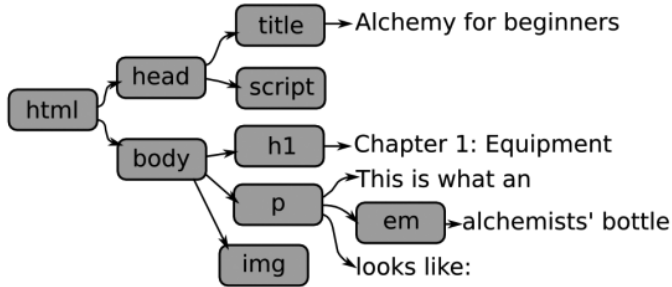 title
Alchemy for beginners
head
script
html
h1
Chapter 1: Equipment
body
This is what an
p
em
alchemists' bottle
img
looks like: